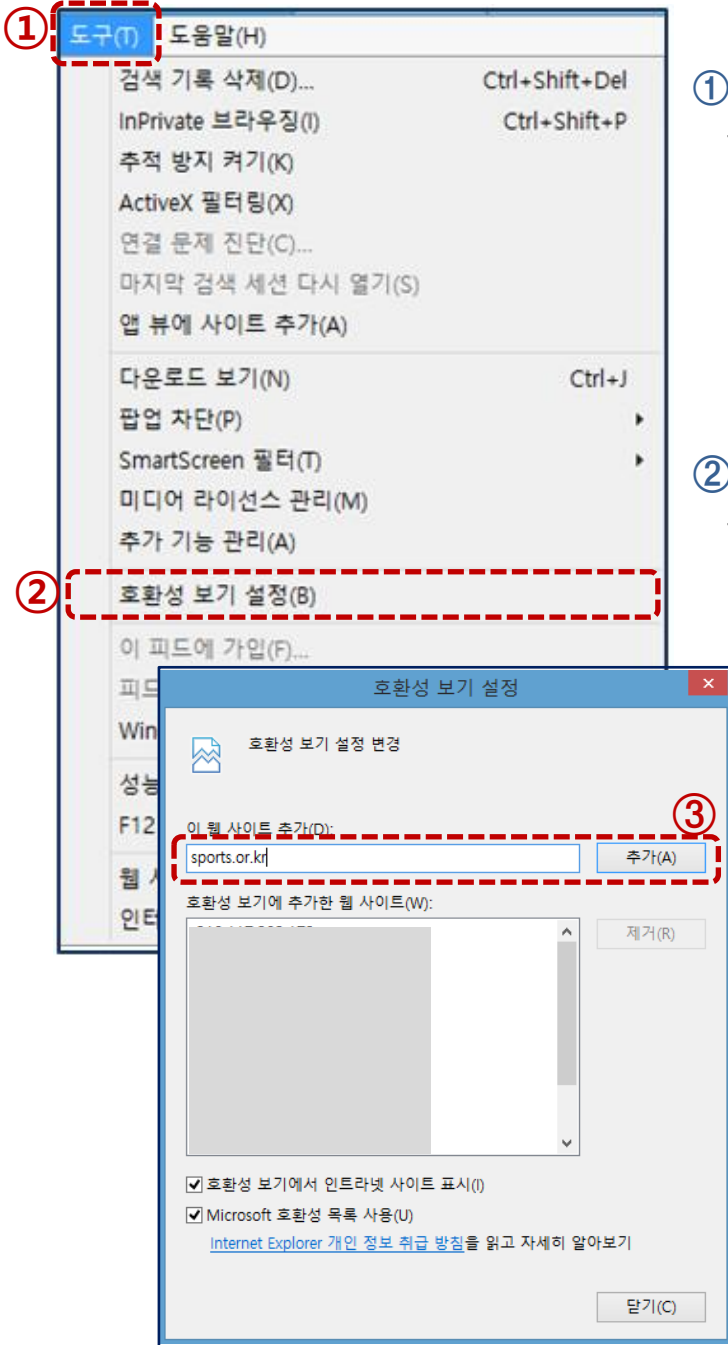 ① 도구(T) 도움말(H)
검색 기록 삭제(D)... Ctrl+Shift+Del
①
InPrivate 브라우징(I) Ctrl+Shift+P
추적 방지 켜기(K)
ActiveX 필터링(X)
연결 문제 진단(C)...
마지막 검색 세션 다시 열기(S)
앱 뷰에 사이트 추가(A)
다운로드 보기(N) Ctrl+J
팝업 차단(P)
SmartScreen 필터(T)
②
미디어 라이선스 관리(M)
추가 기능 관리(A)
② 호환성 보기 설정(B)
이 피드에 가입(F)...
피드
Win
성능
F12
웹
인터
호환성 보기 설정
호환성 보기 설정 변경
③
이 웹 사이트 추가(D):
sports.or.kr 추가(A)
호환성 보기에 추가한 웹 사이트(W):
제거(R)
호환성 보기에서 인트라넷 사이트 표시(I)
Microsoft 호환성 목록 사용(U)
Internet Explorer 개인 정보 취급 방침을 읽고 자세히 알아보기
닫기(C)